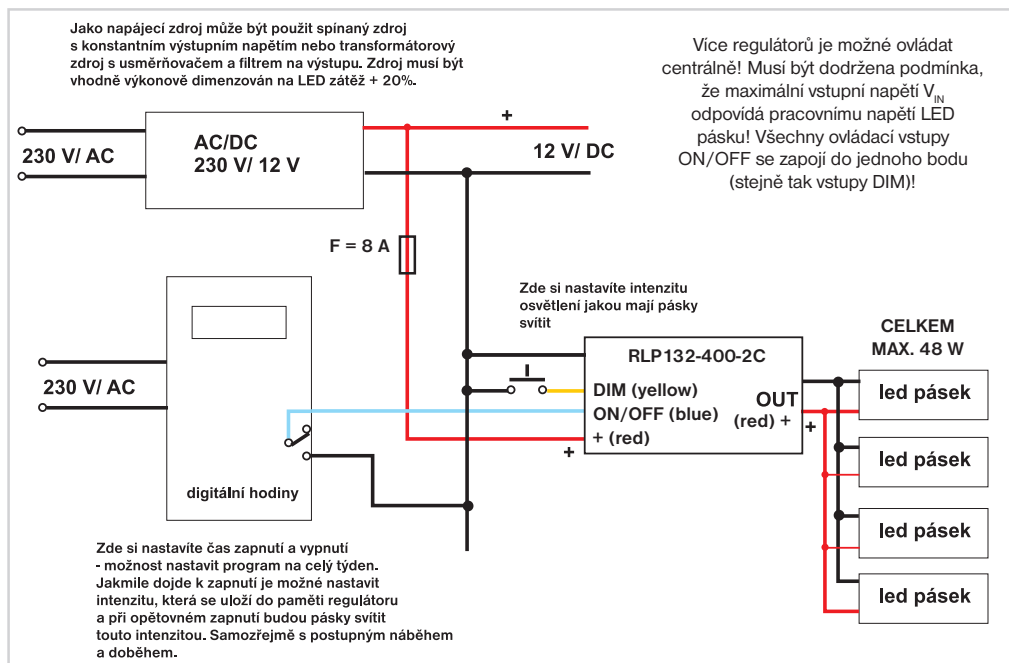 Jako napájecí zdroj může být použit spínaný zdroj
s konstantním výstupním napětím nebo transformátorový
zdroj s usměrňovačem a filtrem na výstupu. Zdroj musí být
vhodně výkonově dimenzován na LED zátěž + 20%.
Více regulátorů je možné ovládat
centrálně! Musí být dodržena podmínka,
že maximální vstupní napětí V_IN
odpovídá pracovnímu napětí LED
pásku! Všechny ovládací vstupy
ON/OFF se zapojí do jednoho bodu
(stejně tak vstupy DIM)!
230 V/ AC
AC/DC
230 V/ 12 V
+
12 V/ DC
F = 8 A
Zde si nastavíte intenzitu
osvětlení jakou mají pásky
svítit
230 V/ AC
digitální hodiny
RLP132-400-2C
DIM (yellow)
ON/OFF (blue)
+ (red)
+
OUT
(red) +
+
CELKEM
MAX. 48 W
led pásek
led pásek
led pásek
led pásek
Zde si nastavíte čas zapnutí a vypnutí
- možnost nastavit program na celý týden.
Jakmile dojde k zapnutí je možné nastavit
intenzitu, která se uloží do paměti regulátoru
a při opětovném zapnutí budou pásky svítit
touto intenzitou. Samozřejmě s postupným náběhem
a doběhem.